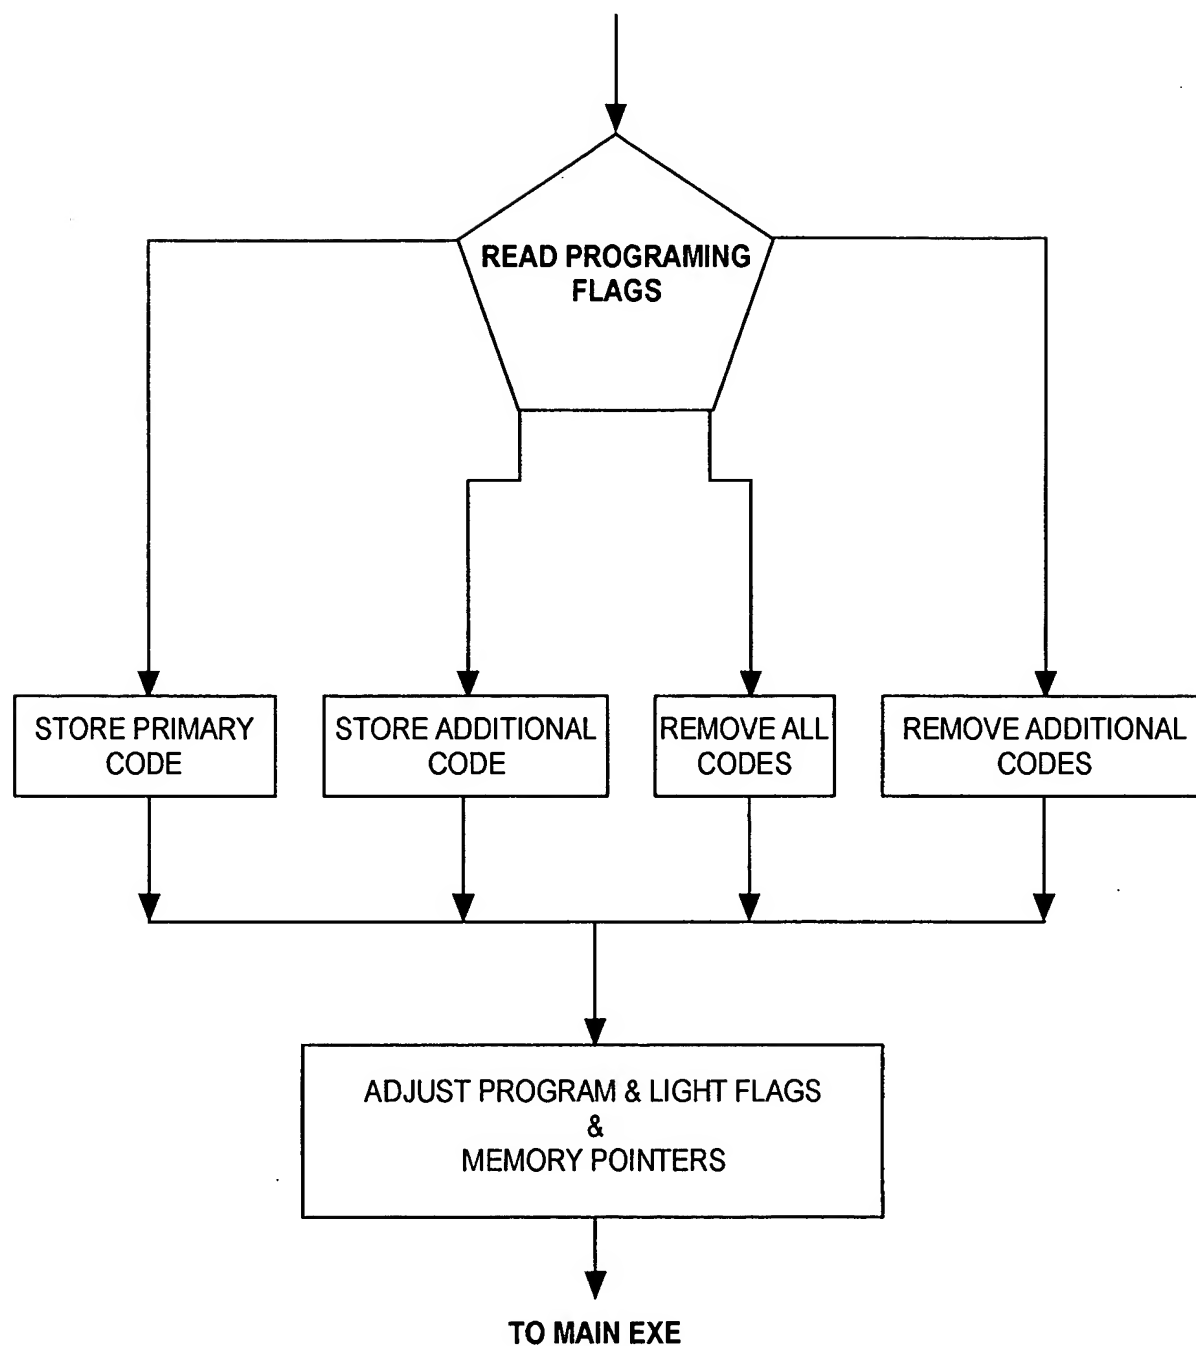 READ PROGRAMING
FLAGS
STORE PRIMARY
CODE
STORE ADDITIONAL
CODE
REMOVE ALL
CODES
REMOVE ADDITIONAL
CODES
ADJUST PROGRAM & LIGHT FLAGS
&
MEMORY POINTERS
TO MAIN EXE